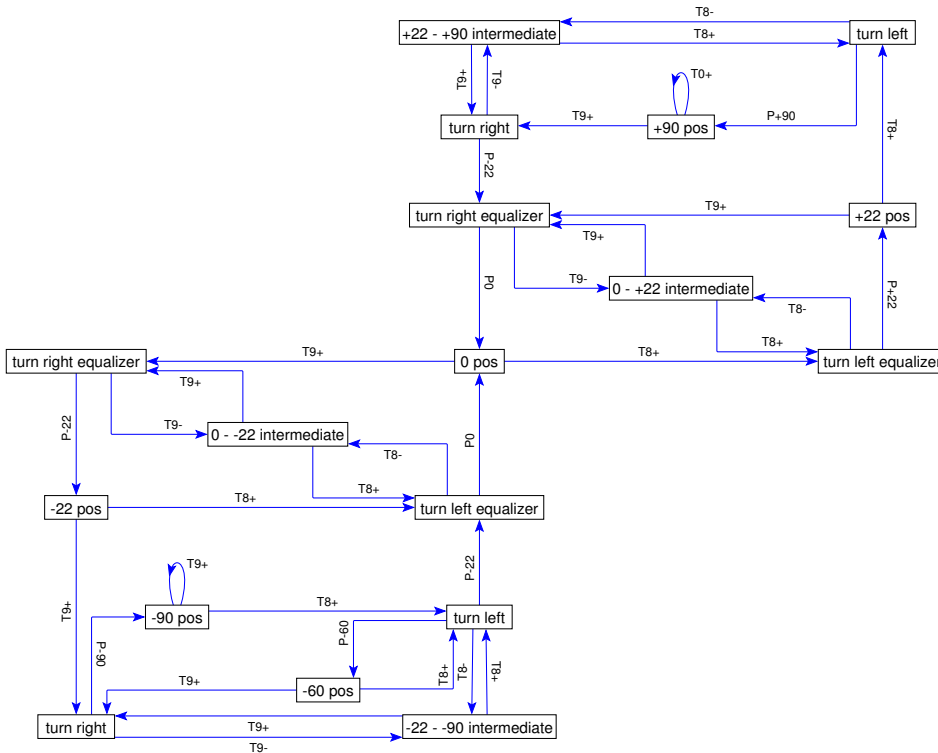 T8-
+22 - +90 intermediate
turn left
T8+
T9+
T9-
T0+
P+90
T9+
turn right
+90 pos
T8+
P-22
T9+
turn right equalizer
+22 pos
T9+
P0
T9-
0 - +22 intermediate
P+22
T8-
T8+
T9+
T8+
turn right equalizer
0 pos
turn left equalizer
T9+
P-22
T9-
0 - -22 intermediate
P0
T8-
T8+
T8+
-22 pos
turn left equalizer
T9+
P-22
T9+
T8+
-90 pos
turn left
P-60
P-90
T8+
T8-
T8+
T9+
-60 pos
turn right
T9+
-22 - -90 intermediate
T9-